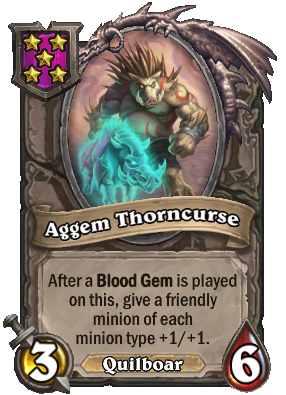 Aggem Thorncurse
After a Blood Gem is played
on this, give a friendly
minion of each
minion type +1/+1.
3
Quilboar
6